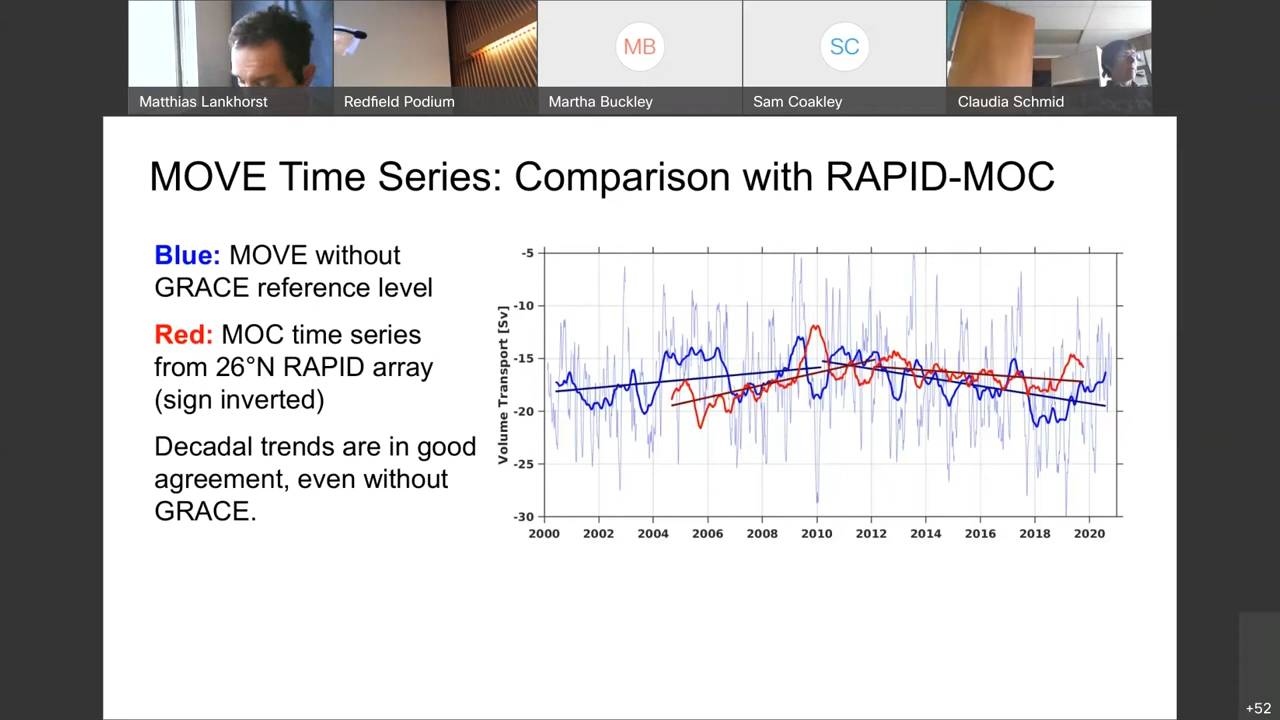 MB
SC
Matthias Lankhorst
Redfield Podium
Martha Buckley
Sam Coakley
Claudia Schmid
MOVE Time Series: Comparison with RAPID-MOC
Blue: MOVE without
GRACE reference level
Red: MOC time series
from 26°N RAPID array
(sign inverted)
Decadal trends are in good
agreement, even without
GRACE.
Volume Transport [Sv]
-5
-10
-15
-20
-25
-30
2000 2002 2004 2006 2008 2010 2012 2014 2016 2018 2020
+52